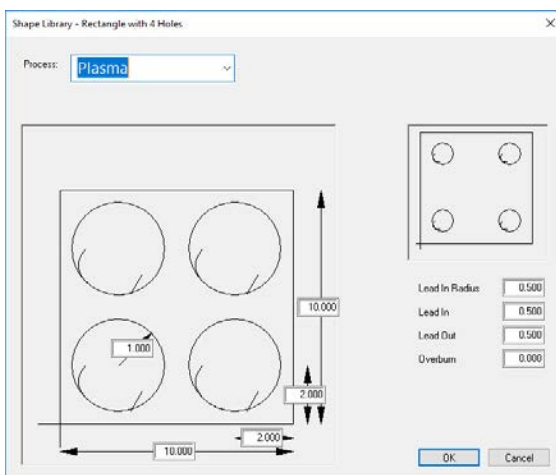 Shape Library - Rectangle with 4 Holes
Process: Plasma
10.000
1.000
2.000
2.000
10.000
Lead In Radius 0.500
Lead In 0.500
Lead Out 0.500
Overburn 0.000
OK Cancel